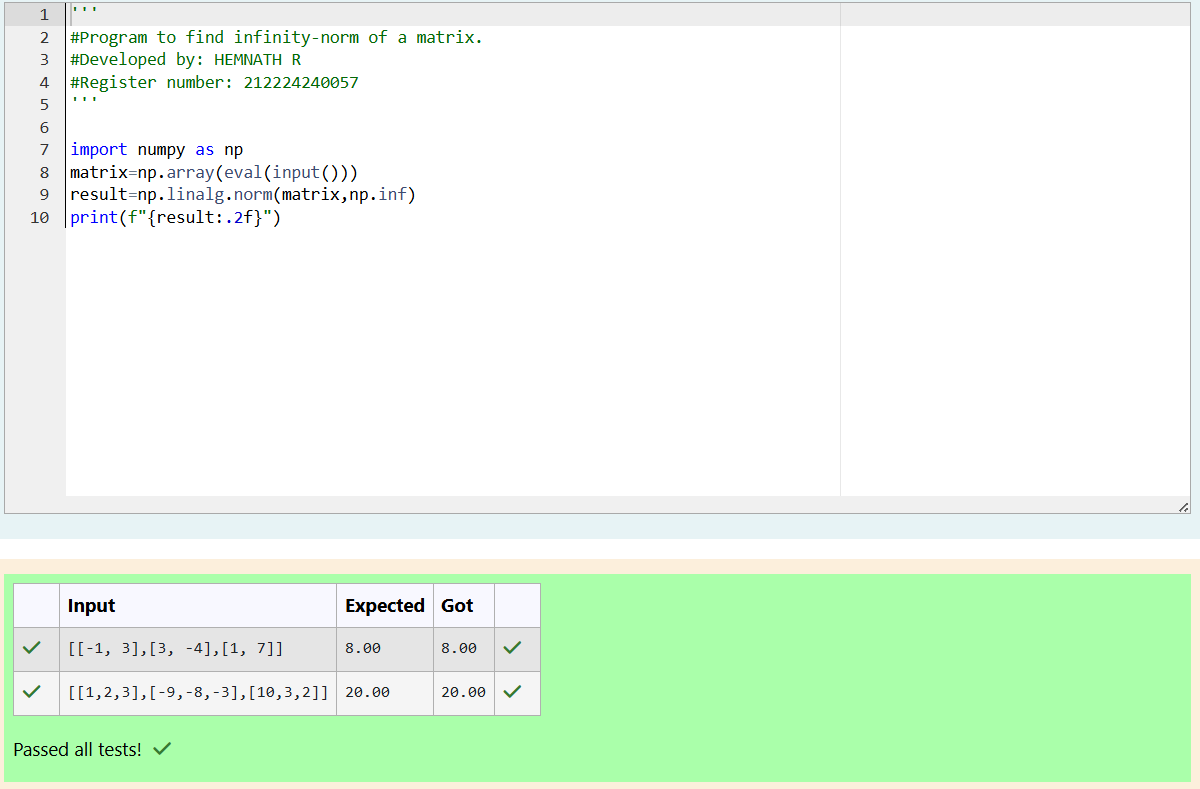 1 '''
2 #Program to find infinity-norm of a matrix.
3 #Developed by: HEMNATH R
4 #Register number: 212224240057
5 '''
6
7 import numpy as np
8 matrix=np.array(eval(input()))
9 result=np.linalg.norm(matrix,np.inf)
10 print(f"{result:.2f}")
Input Expected Got
[[-1, 3],[3, -4],[1, 7]] 8.00 8.00
[[1,2,3],[-9,-8,-3],[10,3,2]] 20.00 20.00
Passed all tests!